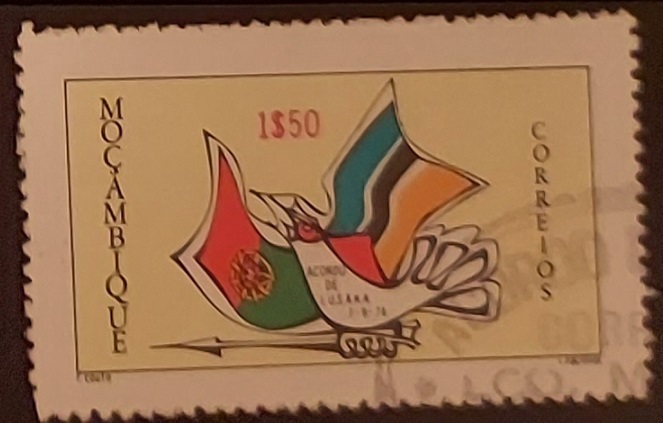 MOÇAMBIQUE
1$50
CORREIOS
ACORDO
DE
LUSAKA
7-9-74